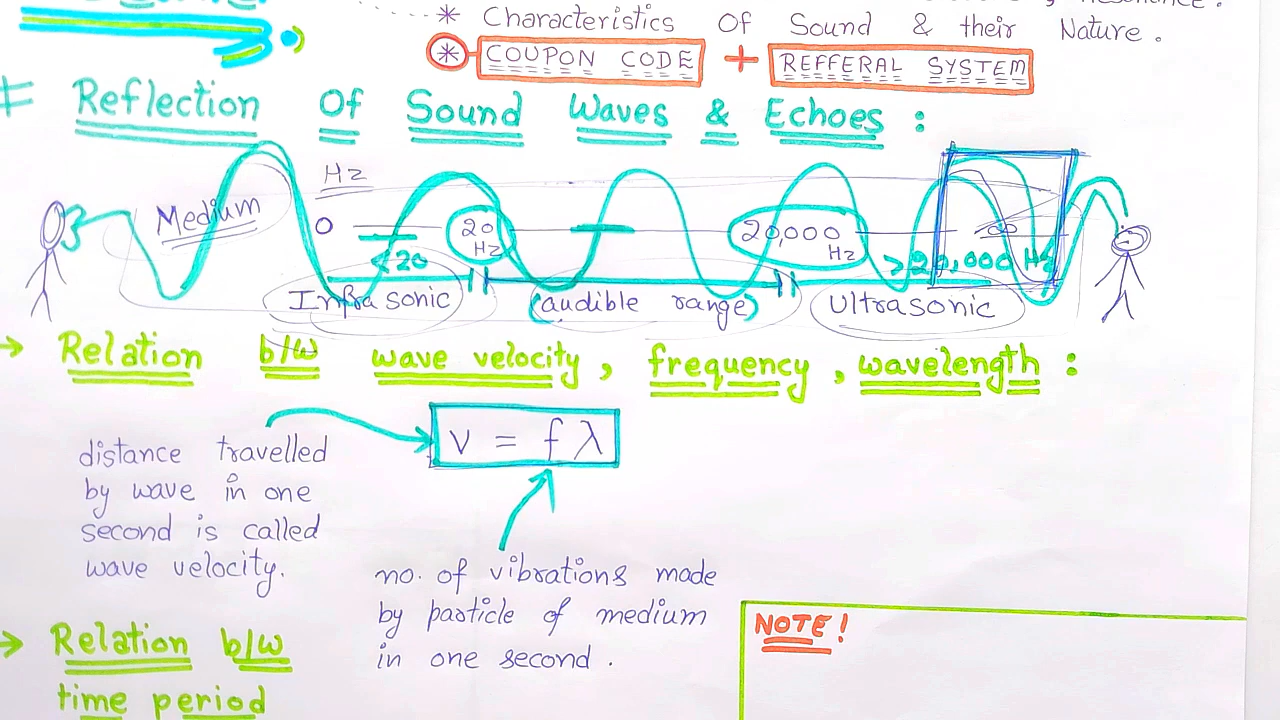 * Characteristics Of Sound & their Nature.
* COUPON CODE + REFFERAL SYSTEM
# Reflection Of Sound Waves & Echoes :
Medium
Hz
0
<20
20 Hz
20,000 Hz
∞
>20,000 Hz
Infrasonic
(audible range)
Ultrasonic
→ Relation b/w wave velocity, frequency, wavelength :
v = fλ
distance travelled
by wave in one
second is called
wave velocity.
no. of vibrations made
by particle of medium
in one second.
NOTE!
→ Relation b/w
time period